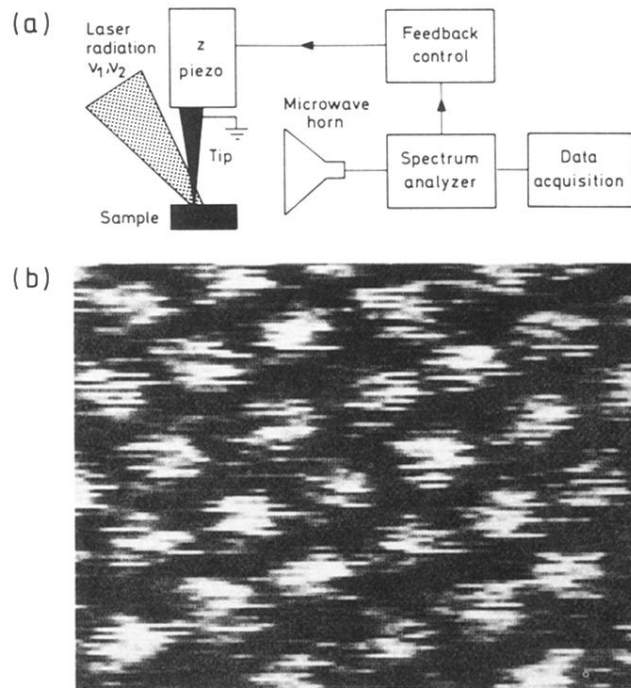 (a)
Laser
radiation
ν₁,ν₂
z
piezo
Feedback
control
Microwave
horn
Tip
Spectrum
analyzer
Data
acquisition
Sample
(b)